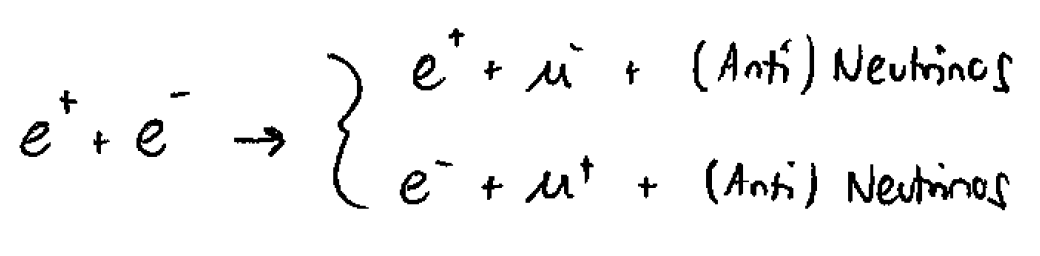 e⁺ + μ⁻ + (Anti) Neutrinos
e⁺ + e⁻ → {
e⁻ + μ⁺ + (Anti) Neutrinos